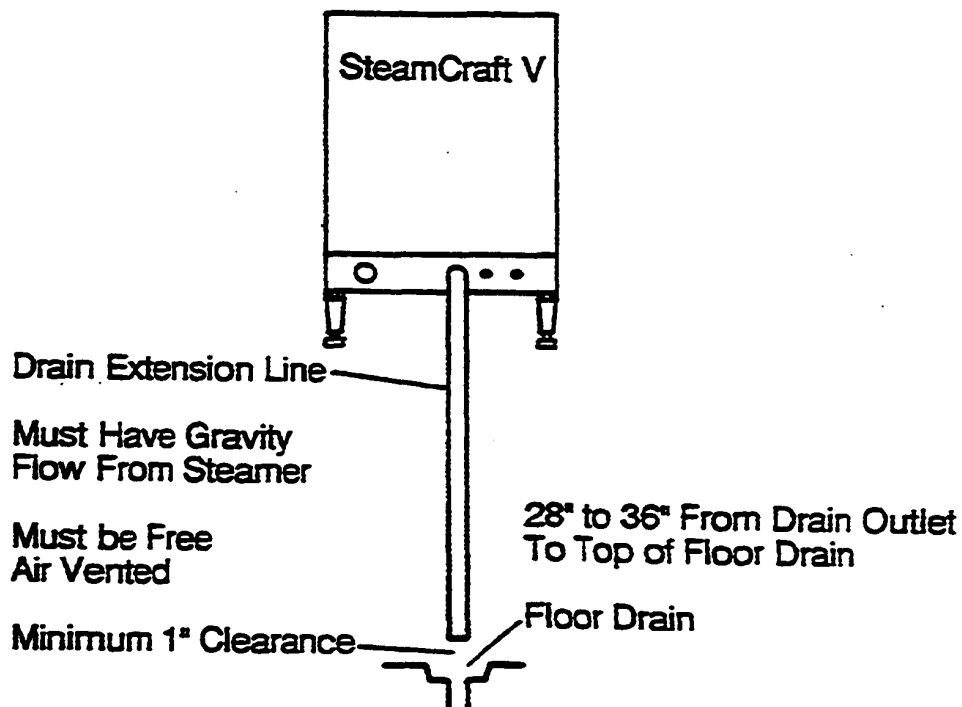 SteamCraft V
Drain Extension Line
Must Have Gravity
Flow From Steamer
Must be Free
Air Vented
28" to 36" From Drain Outlet
To Top of Floor Drain
Floor Drain
Minimum 1" Clearance